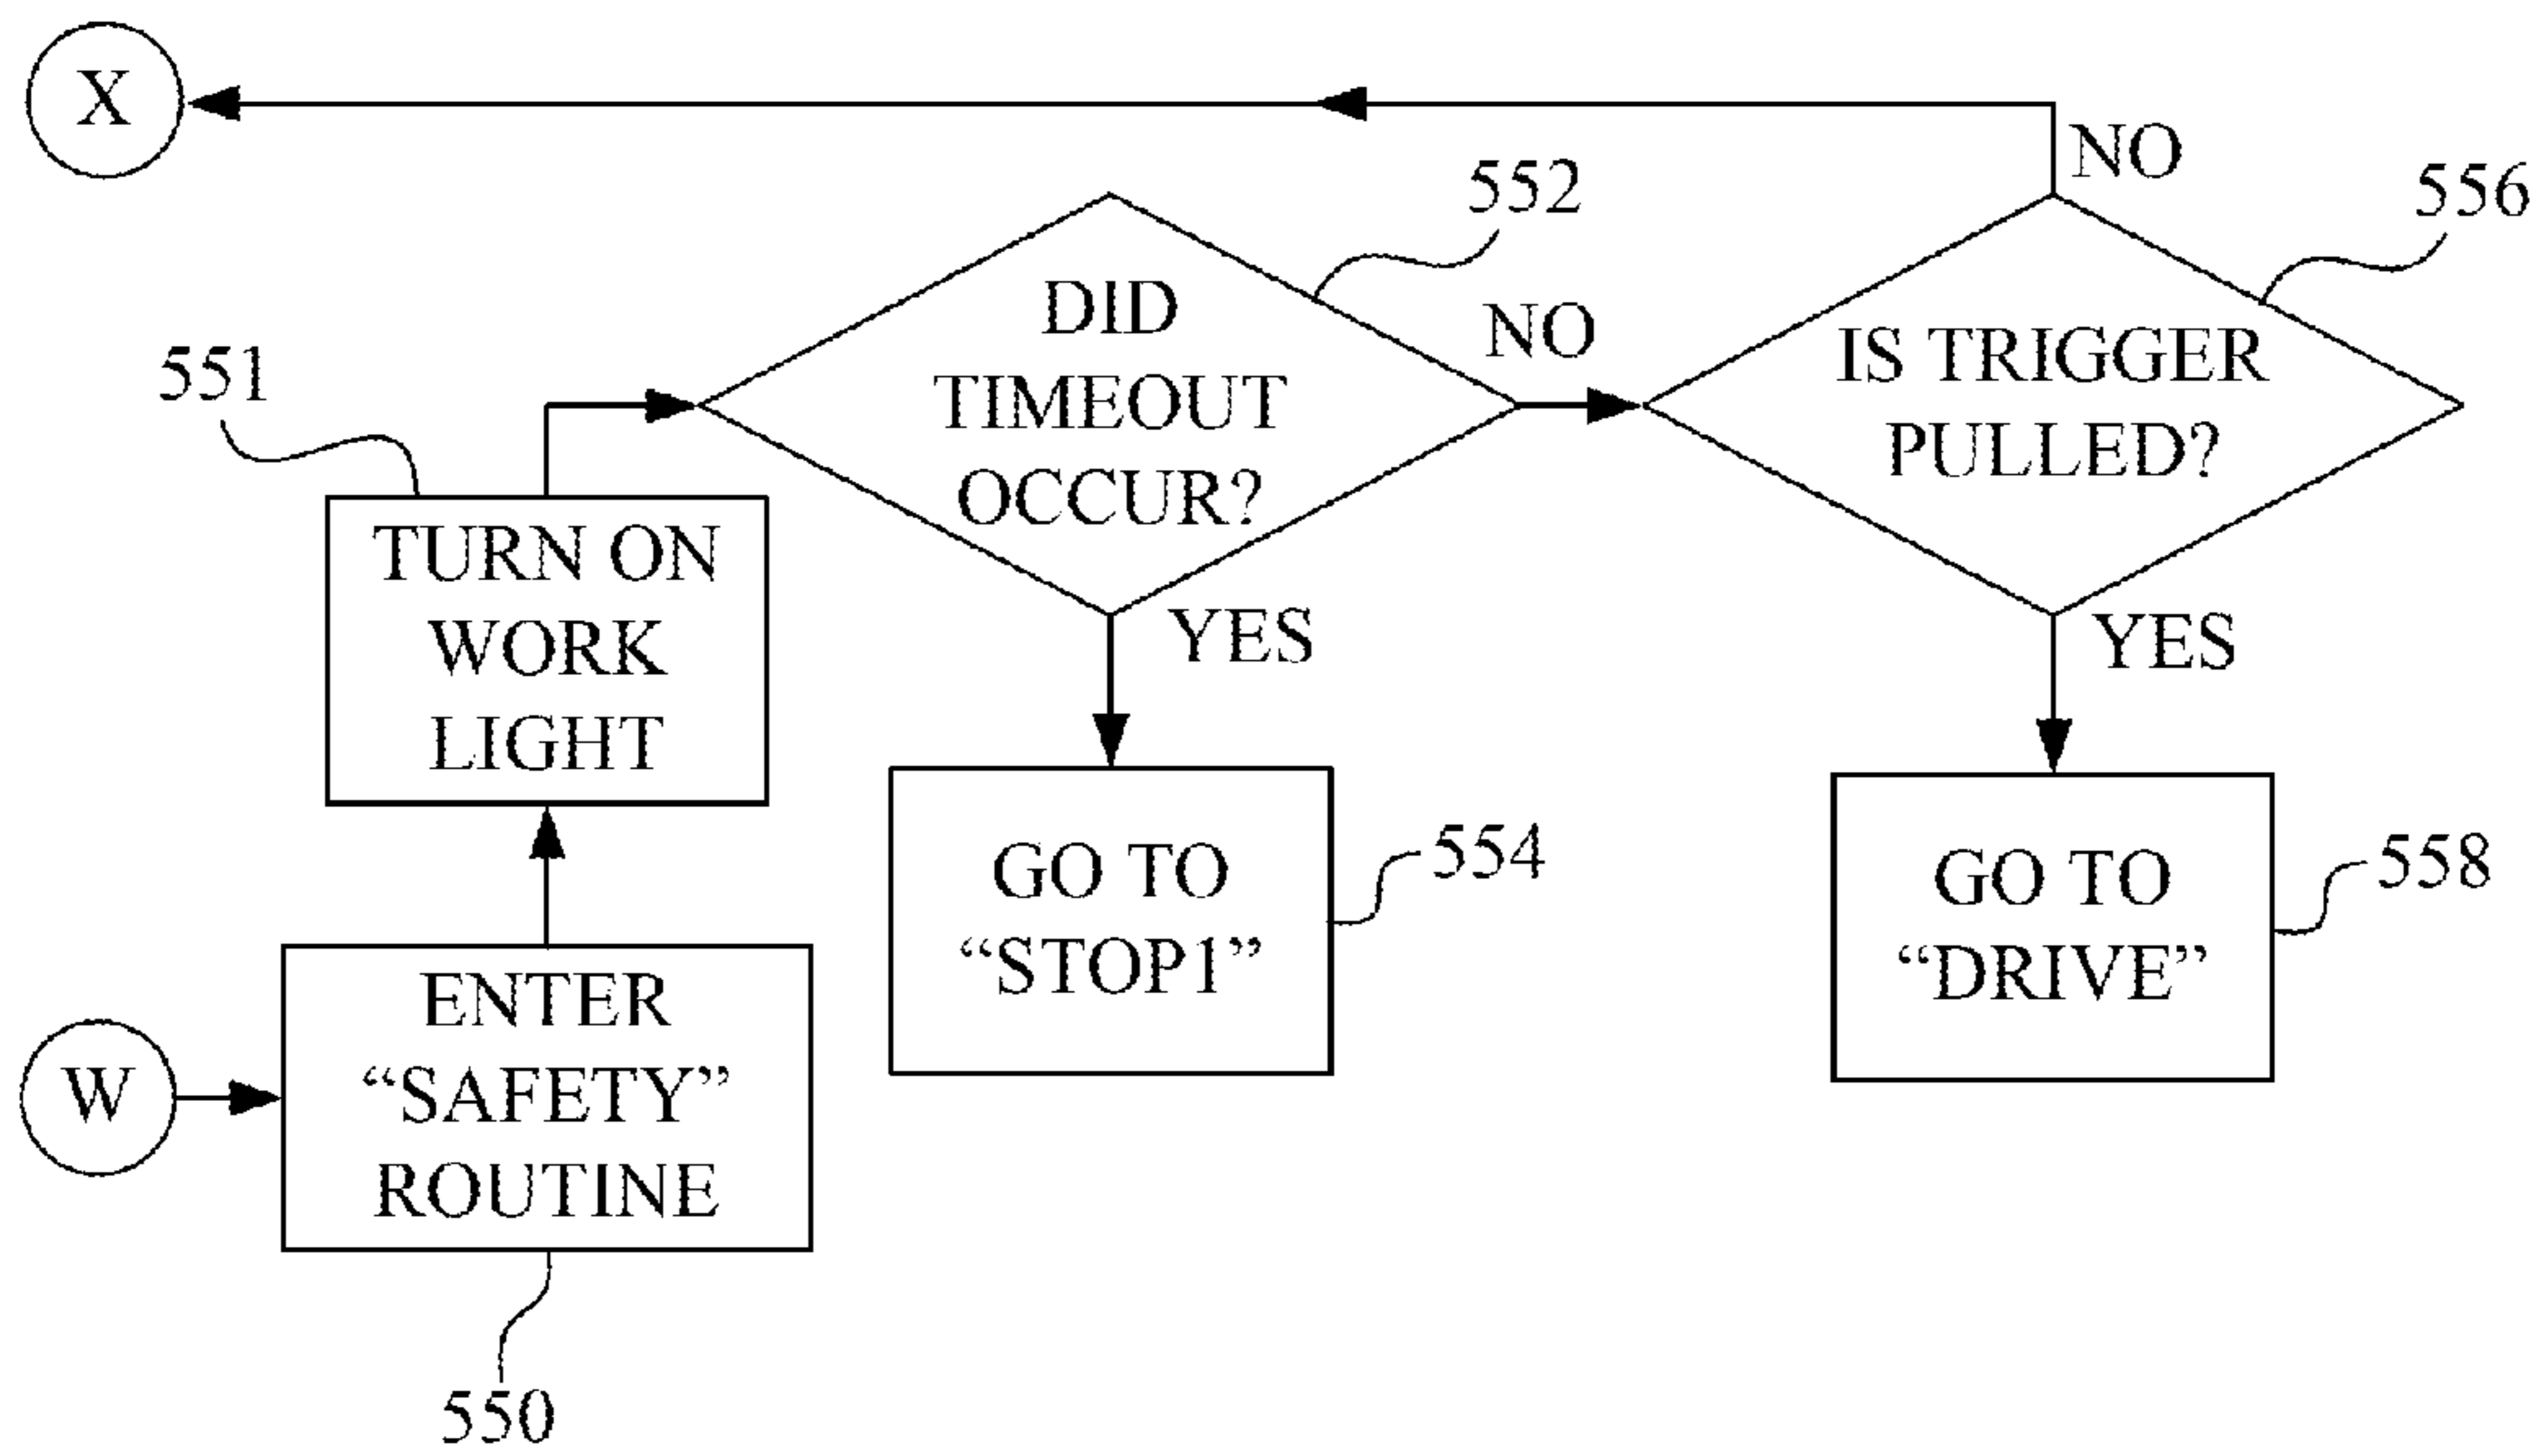 X
NO
552
556
DID
TIMEOUT
OCCUR?
NO
IS TRIGGER
PULLED?
551
TURN ON
WORK
LIGHT
YES
YES
GO TO
“STOP1”
554
GO TO
“DRIVE”
558
W
ENTER
“SAFETY”
ROUTINE
550